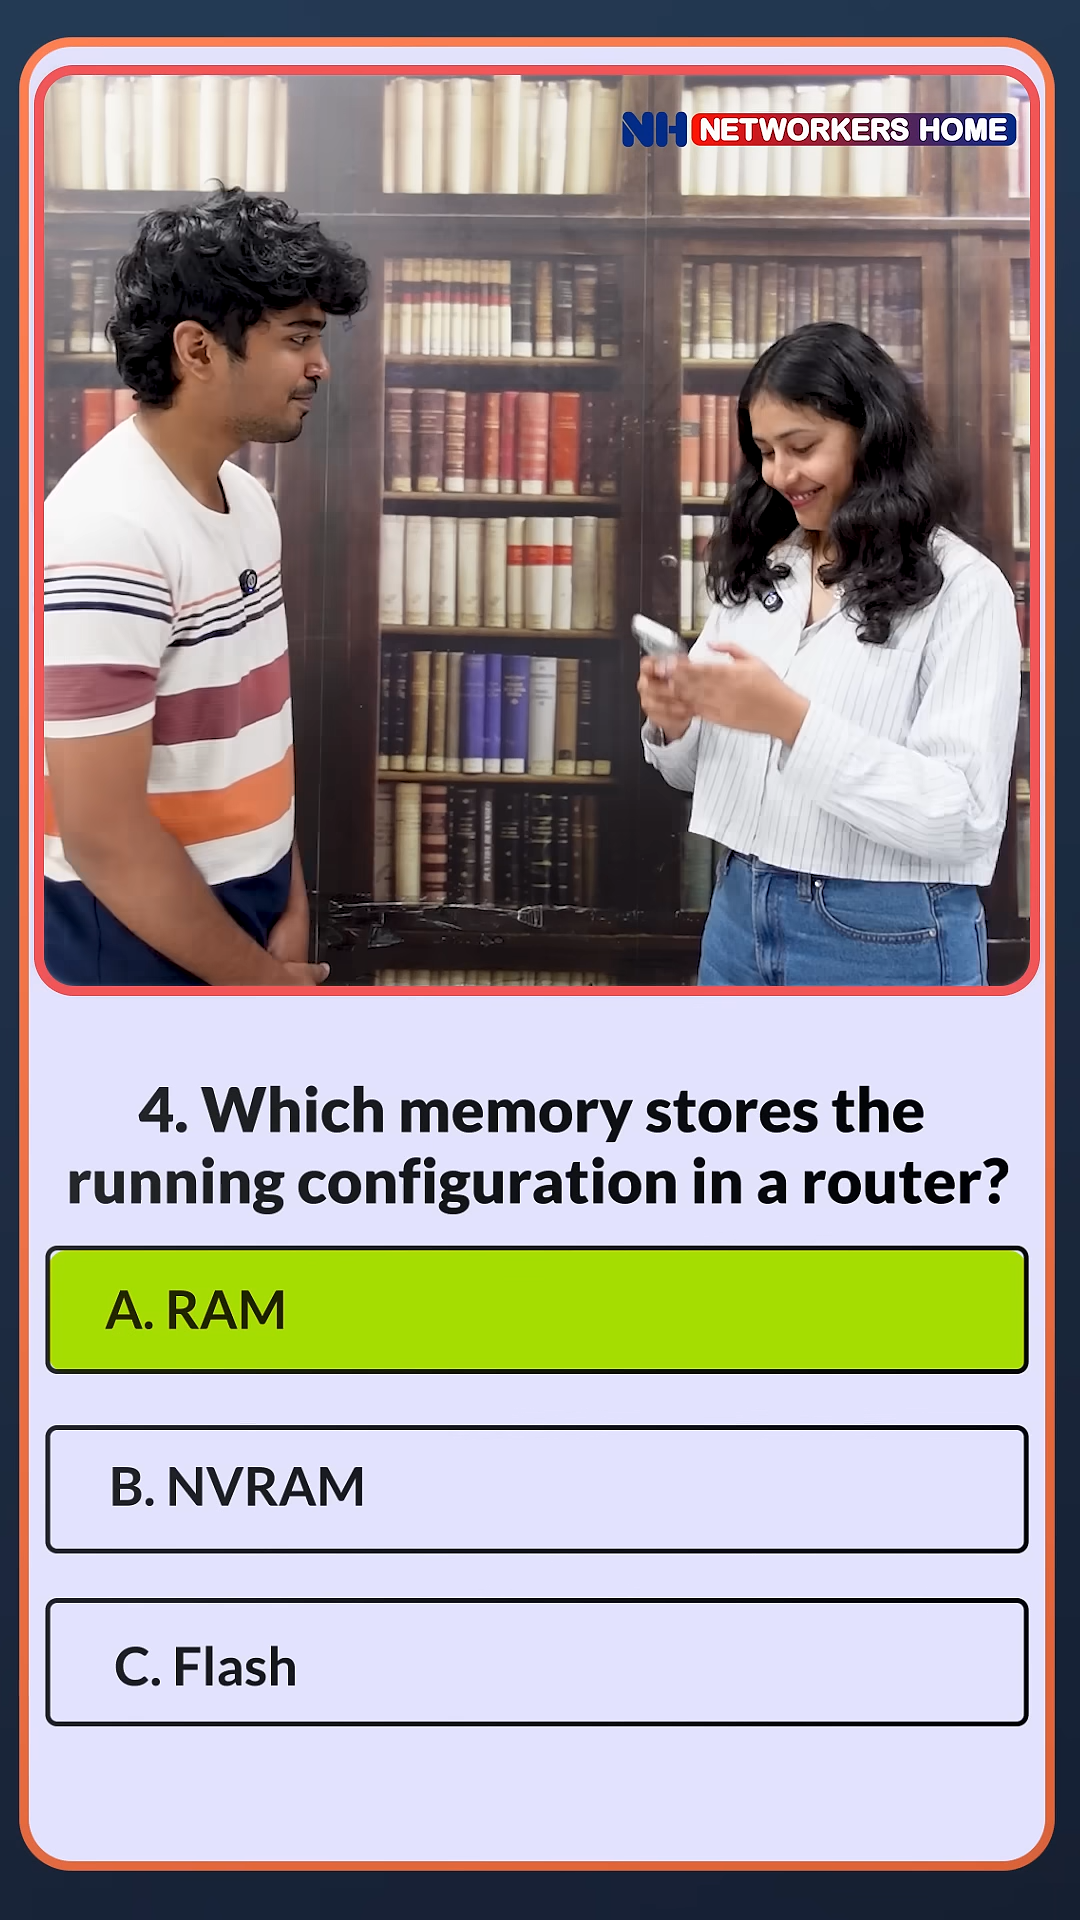 NH NETWORKERS HOME
4. Which memory stores the
running configuration in a router?
A. RAM
B. NVRAM
C. Flash